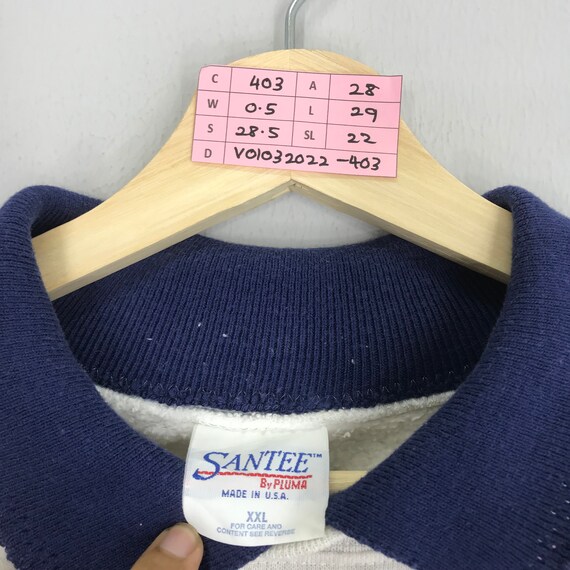 C 403 A 28
W 0.5 L 29
S 28.5 SL 22
D V01032022-403
SANTEE™
By PLUMA
MADE IN U.S.A.
XXL
FOR CARE AND
CONTENT SEE REVERSE